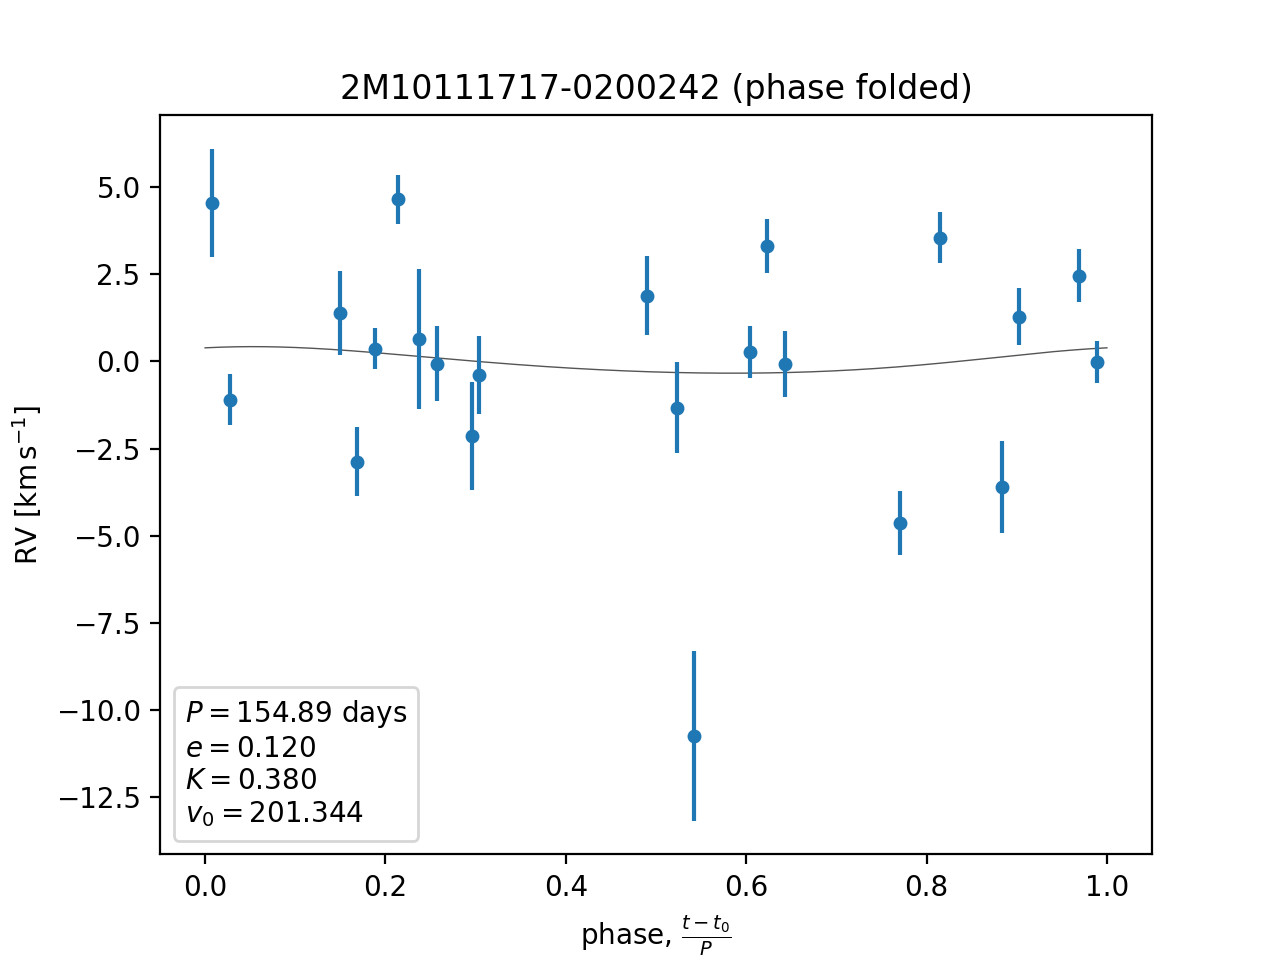 2M10111717-0200242 (phase folded)
RV [km s⁻¹]
5.0
2.5
0.0
−2.5
−5.0
−7.5
−10.0
−12.5
P = 154.89 days
e = 0.120
K = 0.380
v₀ = 201.344
0.0 0.2 0.4 0.6 0.8 1.0
phase, (t − t₀)/P